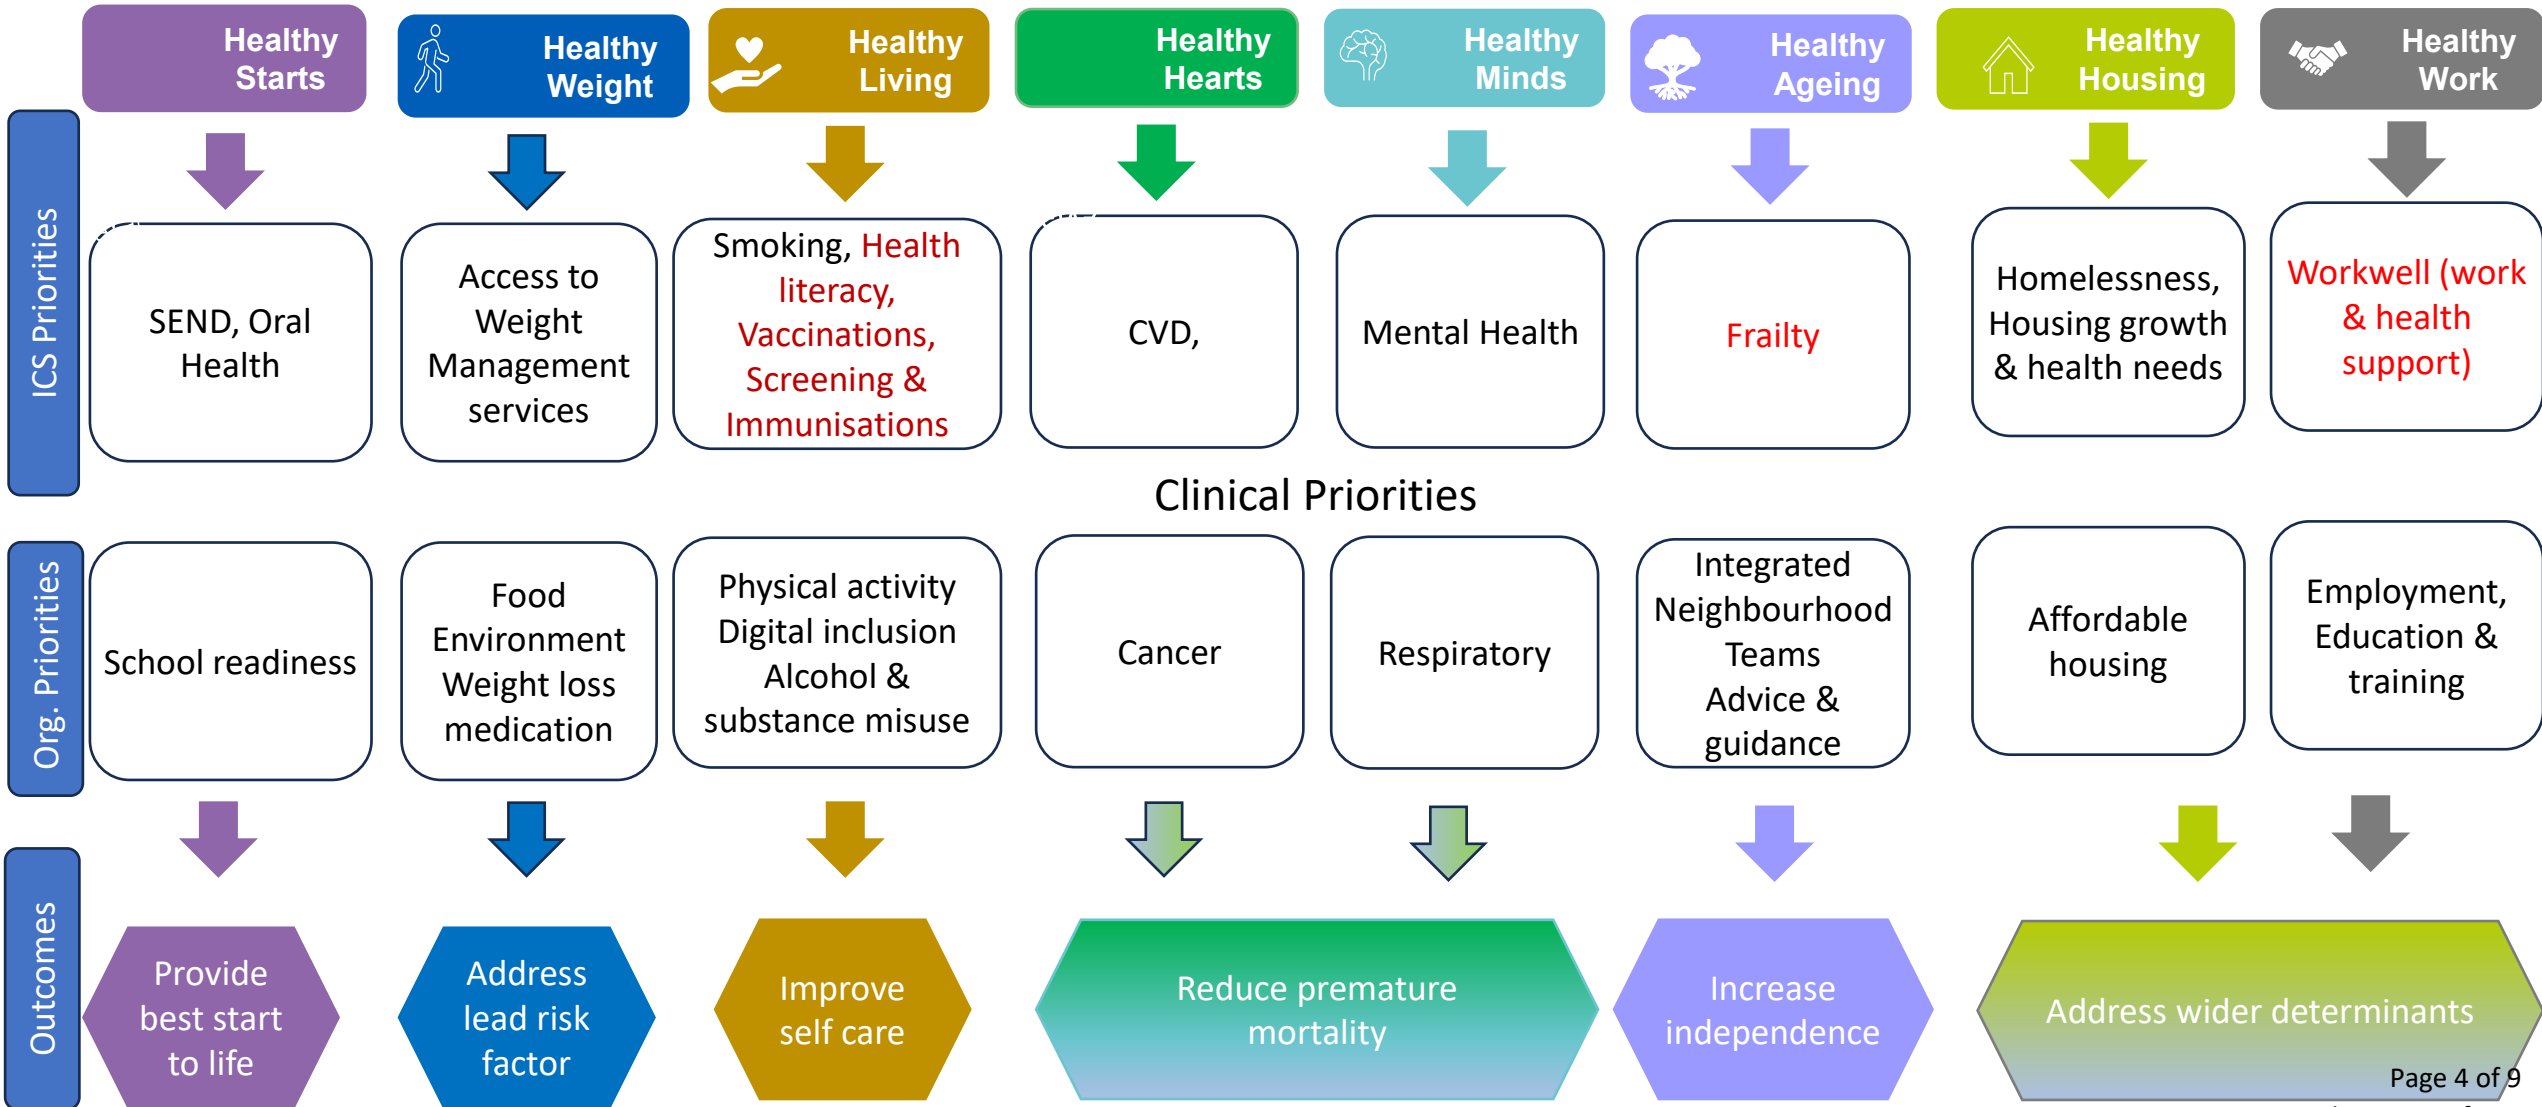 Healthy
Starts
Healthy
Weight
Healthy
Living
Healthy
Hearts
Healthy
Minds
Healthy
Ageing
Healthy
Housing
Healthy
Work
ICS Priorities
SEND, Oral
Health
Access to
Weight
Management
services
Smoking, Health
literacy,
Vaccinations,
Screening &
Immunisations
CVD,
Mental Health
Frailty
Homelessness,
Housing growth
& health needs
Workwell (work
& health
support)
Clinical Priorities
Org. Priorities
School readiness
Food
Environment
Weight loss
medication
Physical activity
Digital inclusion
Alcohol &
substance misuse
Cancer
Respiratory
Integrated
Neighbourhood
Teams
Advice &
guidance
Affordable
housing
Employment,
Education &
training
Outcomes
Provide
best start
to life
Address
lead risk
factor
Improve
self care
Reduce premature
mortality
Increase
independence
Address wider determinants
Page 4 of 9